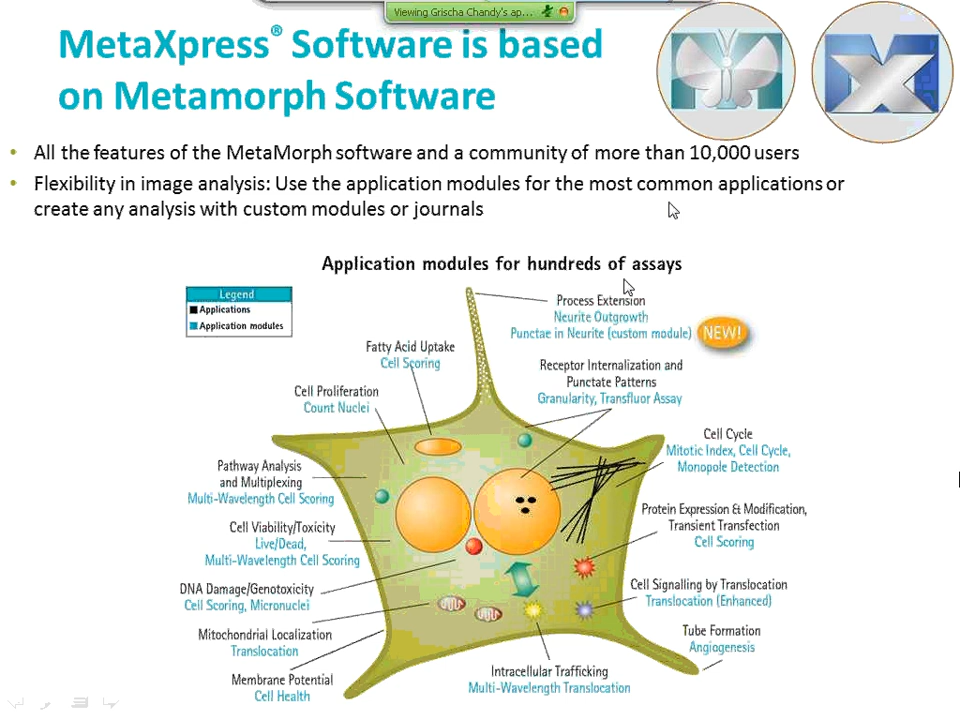 Viewing Grischa Chandy's ap...
MetaXpress® Software is based
on Metamorph Software
• All the features of the MetaMorph software and a community of more than 10,000 users
• Flexibility in image analysis: Use the application modules for the most common applications or
create any analysis with custom modules or journals
Application modules for hundreds of assays
Legend
Applications
Application modules
Process Extension
Neurite Outgrowth
Punctae in Neurite (custom module)
NEW!
Fatty Acid Uptake
Cell Scoring
Receptor Internalization and
Punctate Patterns
Granularity, Transfluor Assay
Cell Proliferation
Count Nuclei
Cell Cycle
Mitotic Index, Cell Cycle,
Monopole Detection
Pathway Analysis
and Multiplexing
Multi-Wavelength Cell Scoring
Protein Expression & Modification,
Transient Transfection
Cell Scoring
Cell Viability/Toxicity
Live/Dead,
Multi-Wavelength Cell Scoring
DNA Damage/Genotoxicity
Cell Scoring, Micronuclei
Cell Signalling by Translocation
Translocation (Enhanced)
Mitochondrial Localization
Translocation
Tube Formation
Angiogenesis
Membrane Potential
Cell Health
Intracellular Trafficking
Multi-Wavelength Translocation
X